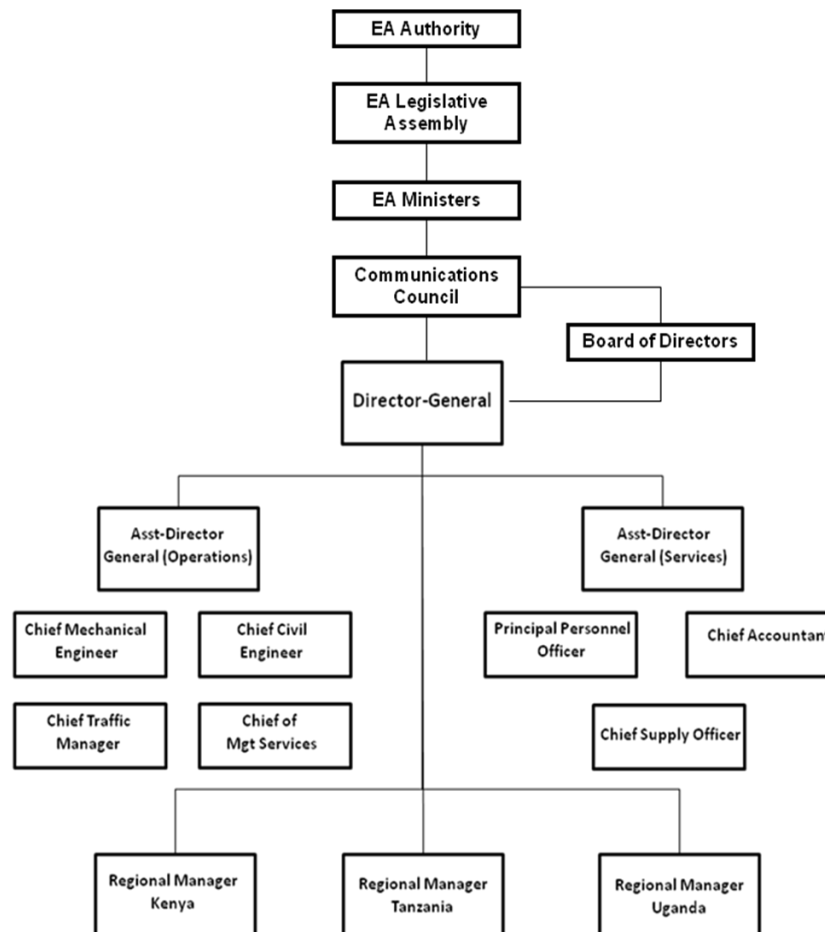 EA Authority
EA Legislative
Assembly
EA Ministers
Communications
Council
Board of Directors
Director-General
Asst-Director
General (Operations)
Asst-Director
General (Services)
Chief Mechanical
Engineer
Chief Civil
Engineer
Principal Personnel
Officer
Chief Accountant
Chief Traffic
Manager
Chief of
Mgt Services
Chief Supply Officer
Regional Manager
Kenya
Regional Manager
Tanzania
Regional Manager
Uganda